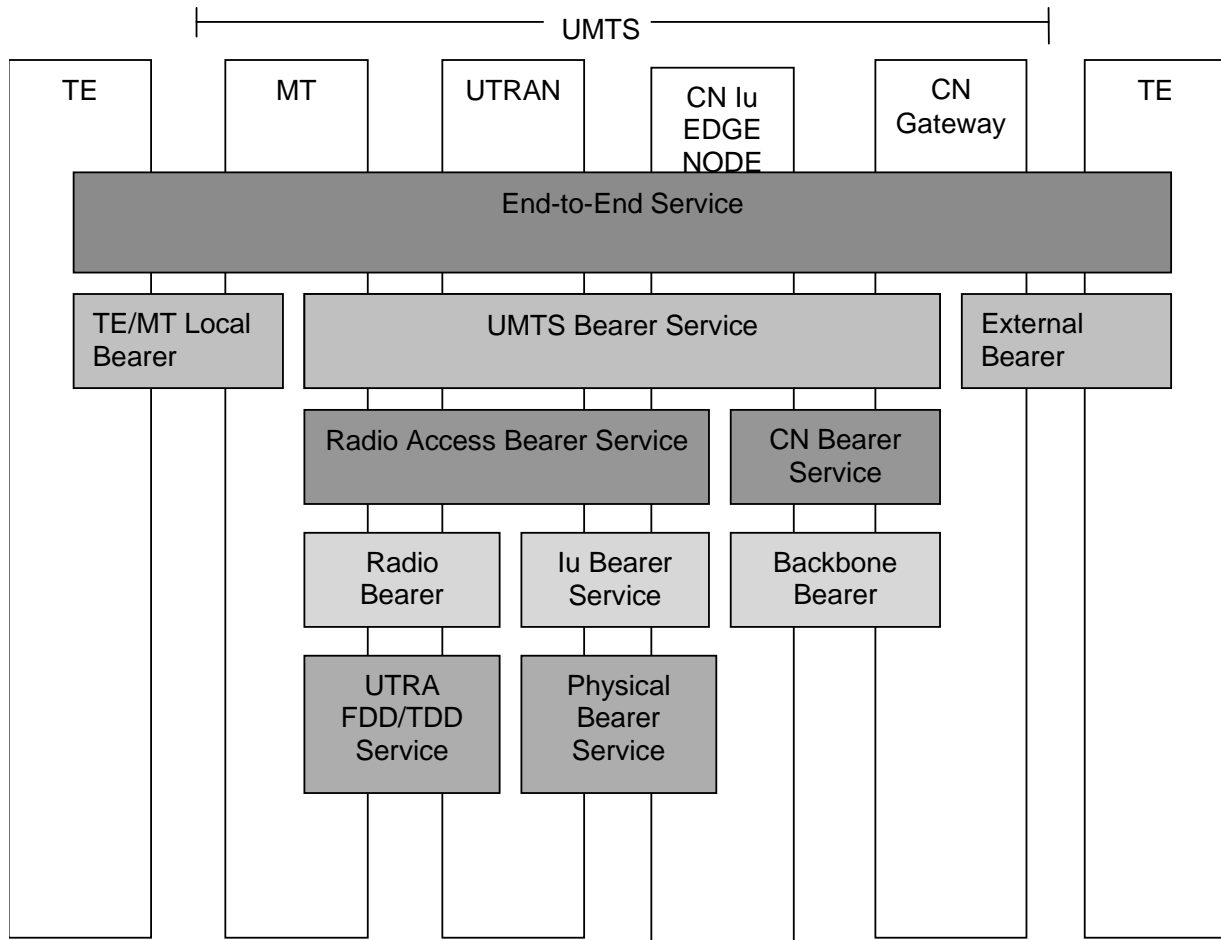 UMTS
TE
MT
UTRAN
CN Iu
EDGE
NODE
CN
Gateway
TE
End-to-End Service
TE/MT Local
Bearer
UMTS Bearer Service
External
Bearer
Radio Access Bearer Service
CN Bearer
Service
Radio
Bearer
Iu Bearer
Service
Backbone
Bearer
UTRA
FDD/TDD
Service
Physical
Bearer
Service